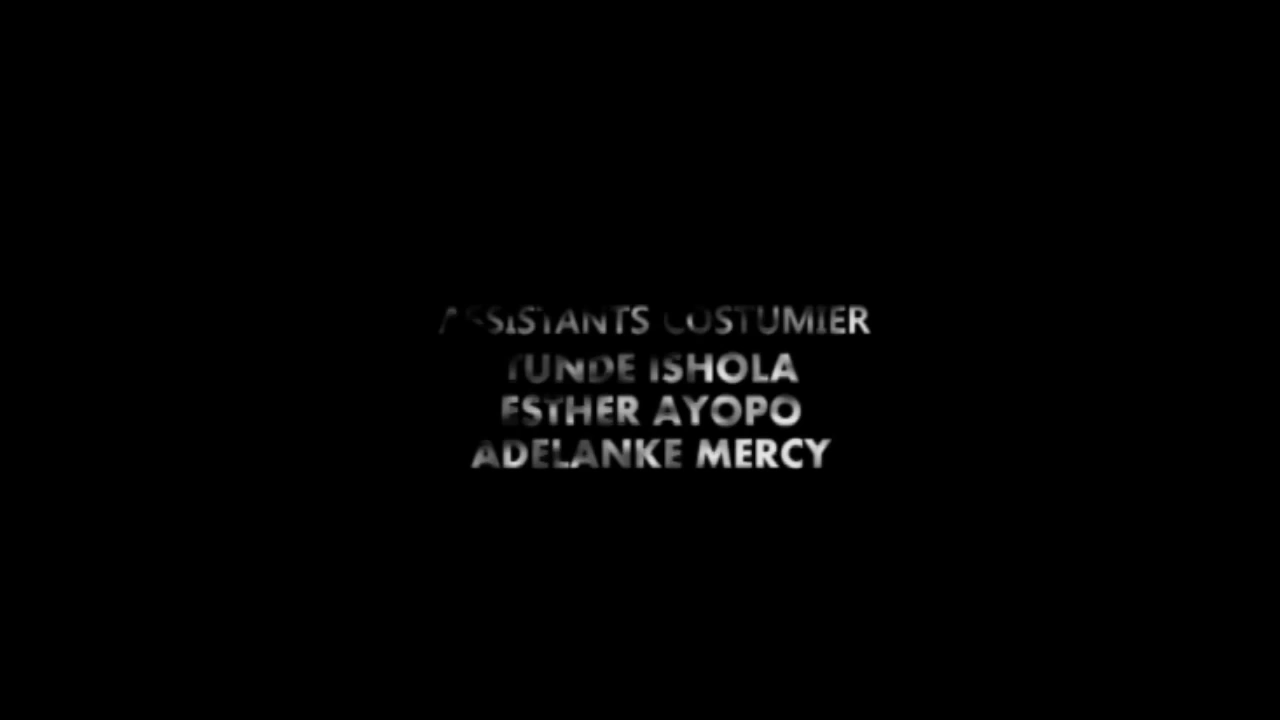 ASSISTANTS COSTUMIER
TUNDE ISHOLA
ESTHER AYOPO
ADELANKE MERCY